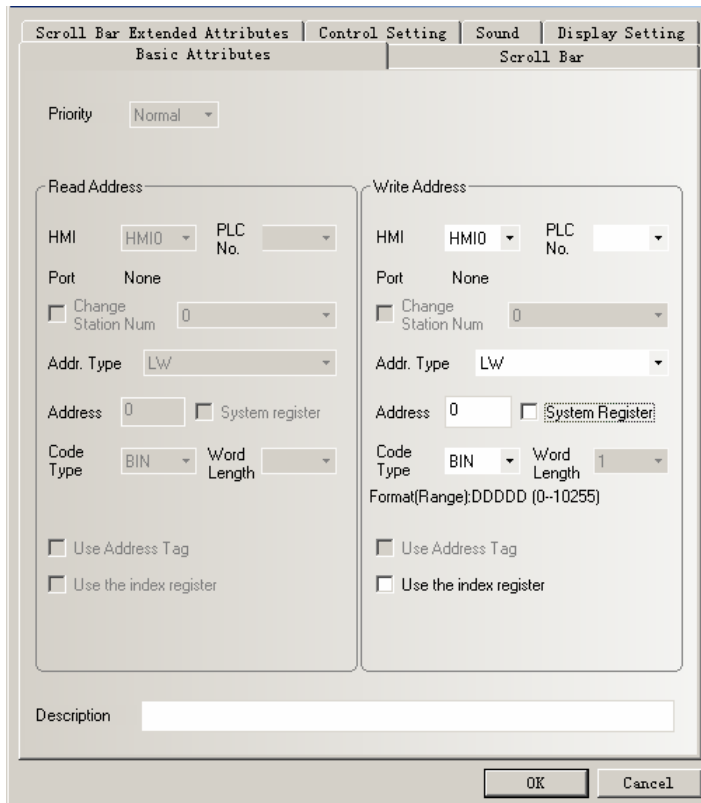 Scroll Bar Extended Attributes Control Setting Sound Display Setting
Basic Attributes Scroll Bar
Priority Normal
Read Address
HMI HMI0 PLC No.
Port None
Change Station Num 0
Addr. Type LW
Address 0 System register
Code Type BIN Word Length
Use Address Tag
Use the index register
Write Address
HMI HMI0 PLC No.
Port None
Change Station Num 0
Addr. Type LW
Address 0 System Register
Code Type BIN Word Length 1
Format(Range):DDDDD (0--10255)
Use Address Tag
Use the index register
Description
OK Cancel